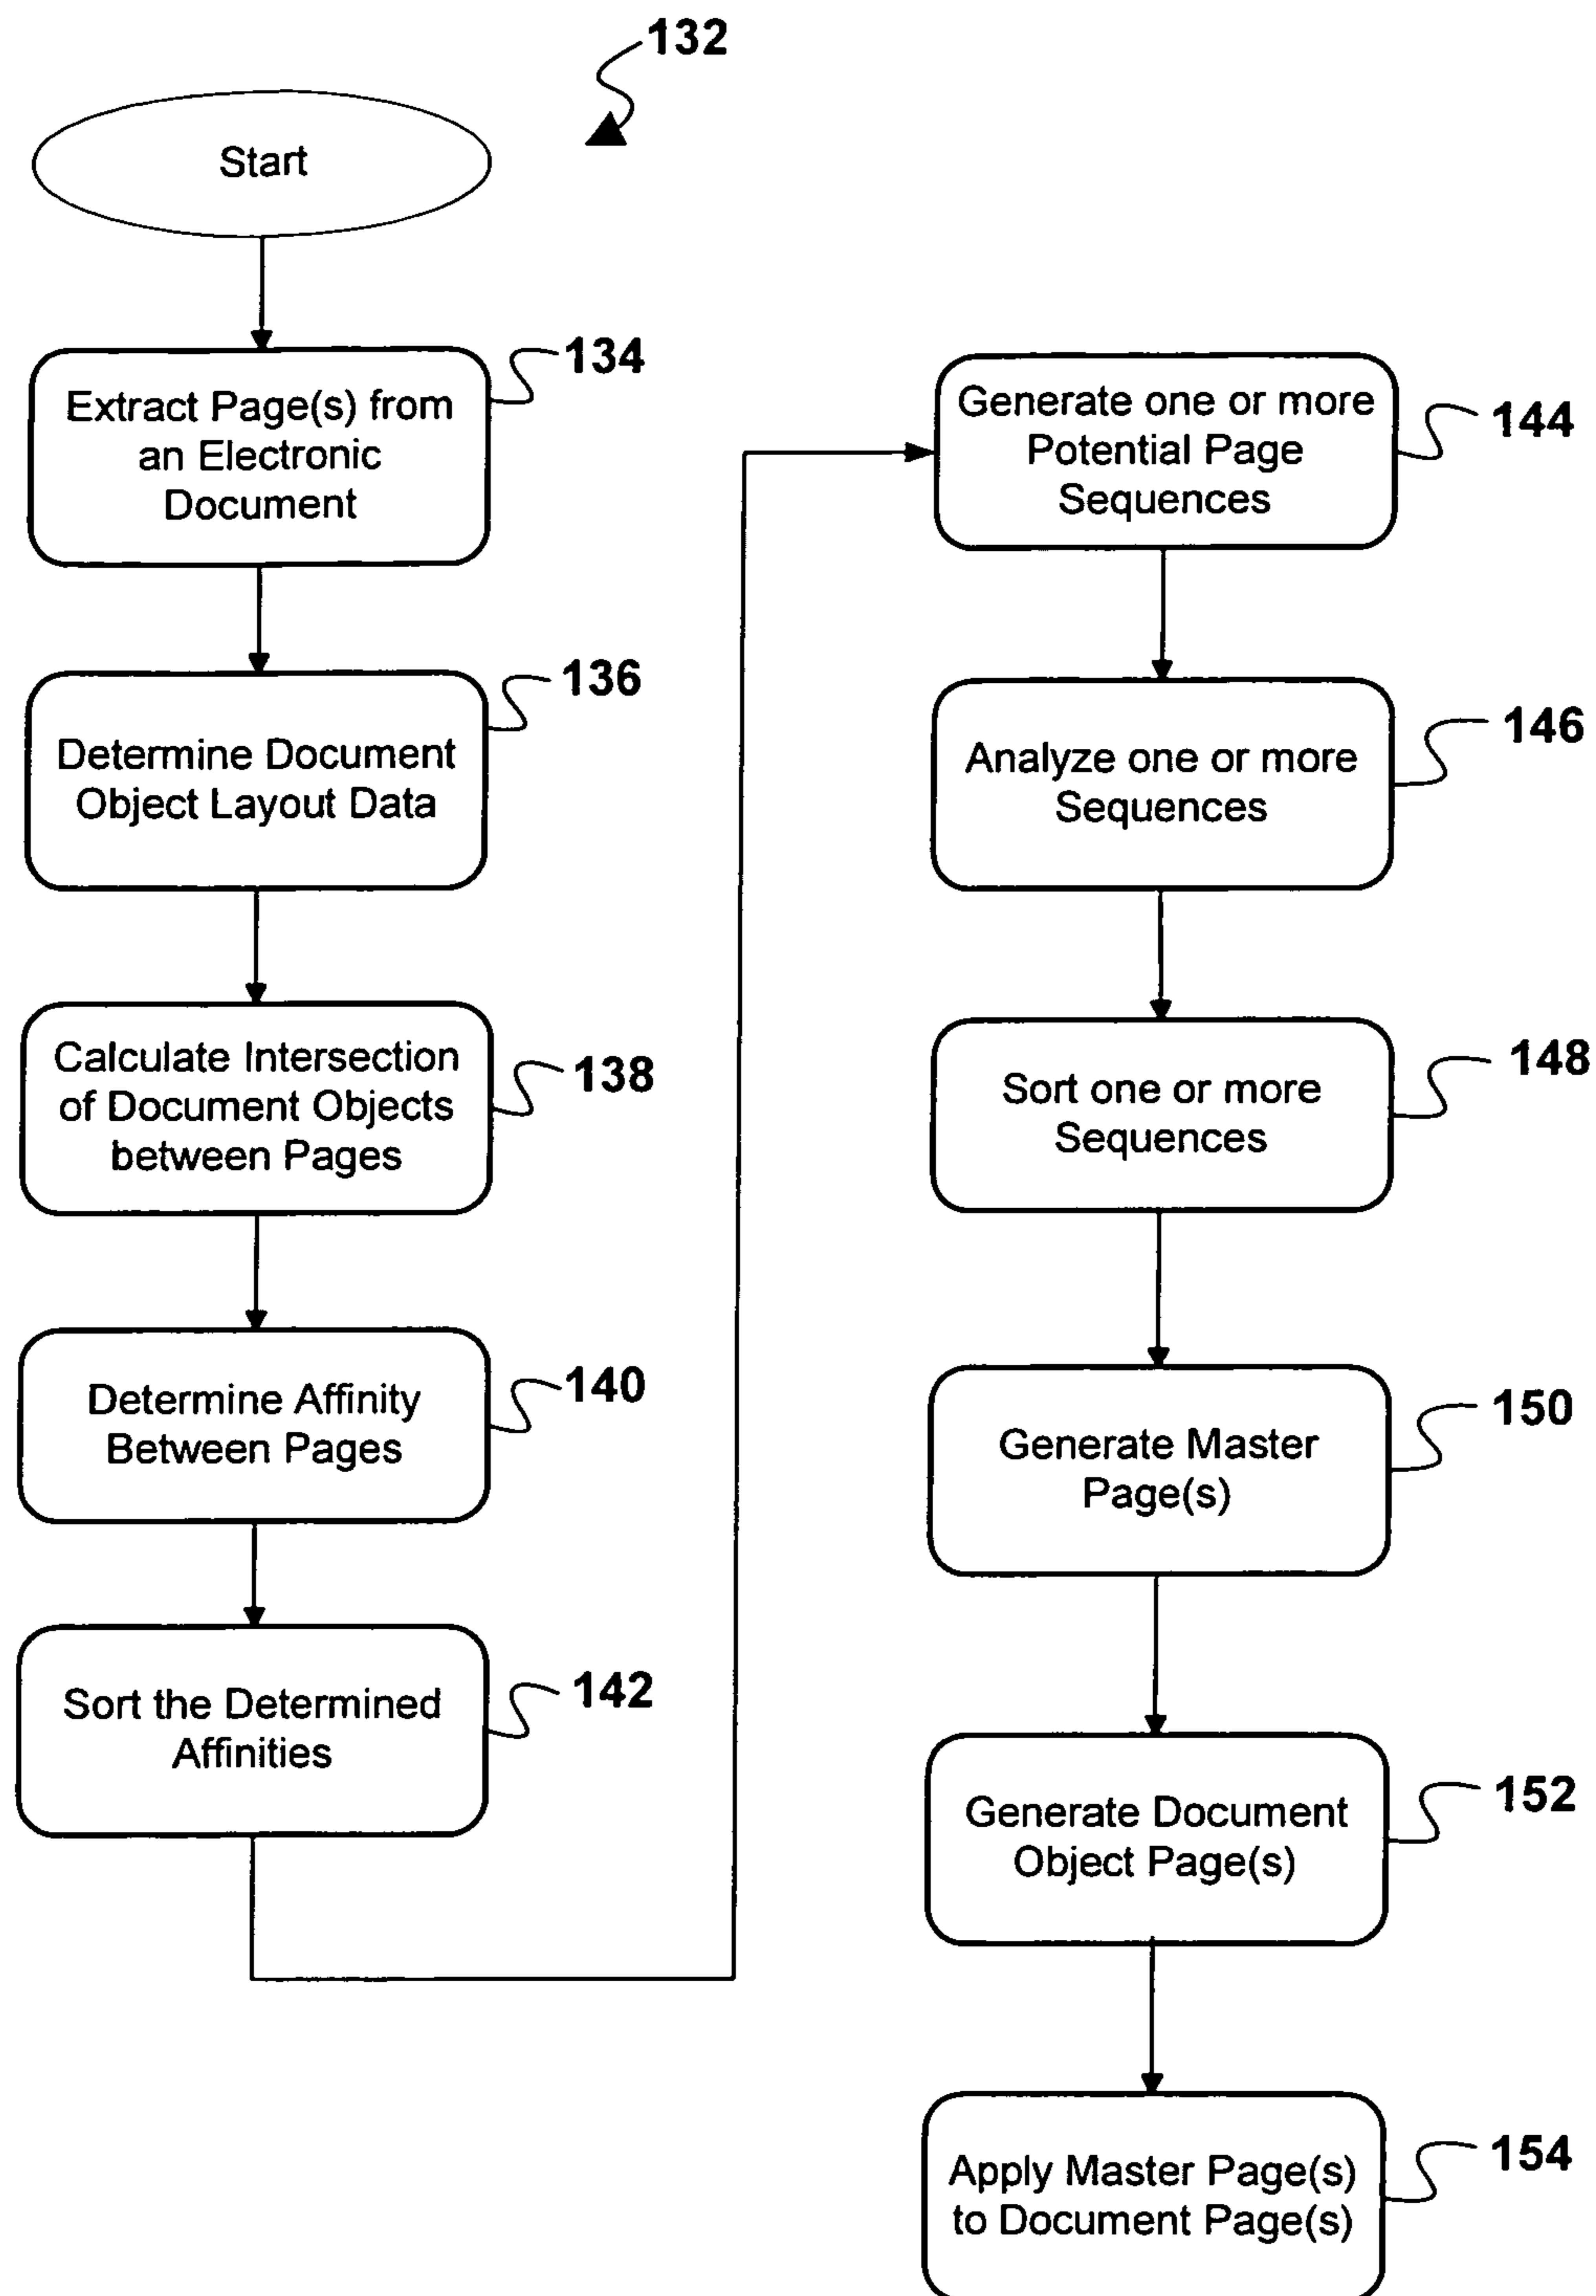 132
Start
134
Extract Page(s) from
an Electronic
Document
136
Determine Document
Object Layout Data
138
Calculate Intersection
of Document Objects
between Pages
140
Determine Affinity
Between Pages
142
Sort the Determined
Affinities
144
Generate one or more
Potential Page
Sequences
146
Analyze one or more
Sequences
148
Sort one or more
Sequences
150
Generate Master
Page(s)
152
Generate Document
Object Page(s)
154
Apply Master Page(s)
to Document Page(s)